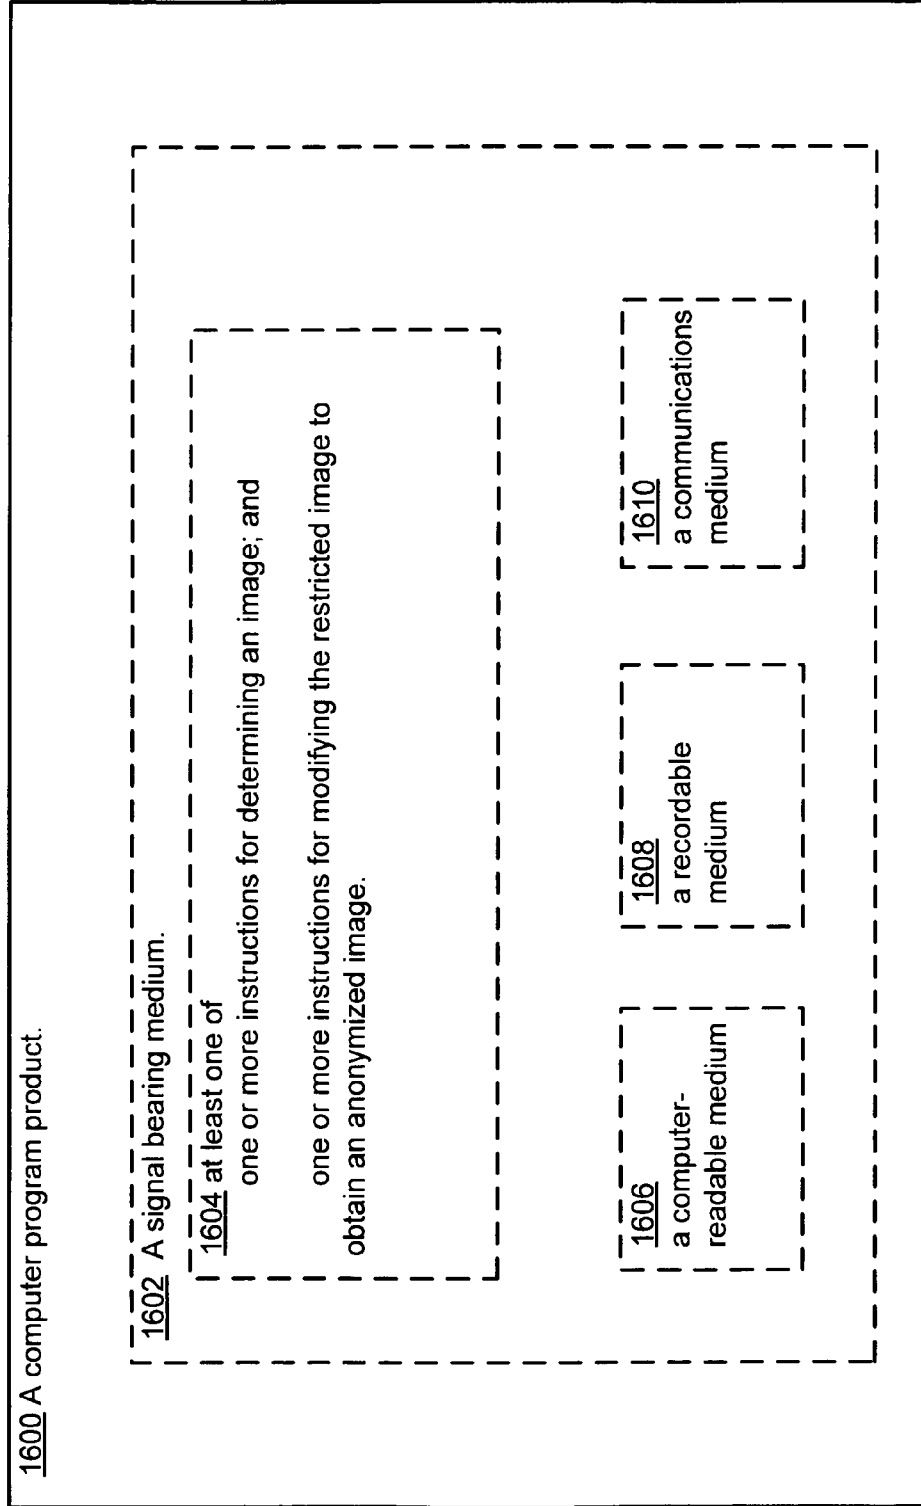 1600 A computer program product.
1602 A signal bearing medium.
1604 at least one of
one or more instructions for determining an image; and
one or more instructions for modifying the restricted image to
obtain an anonymized image.
1606
a computer-
readable medium
1608
a recordable
medium
1610
a communications
medium